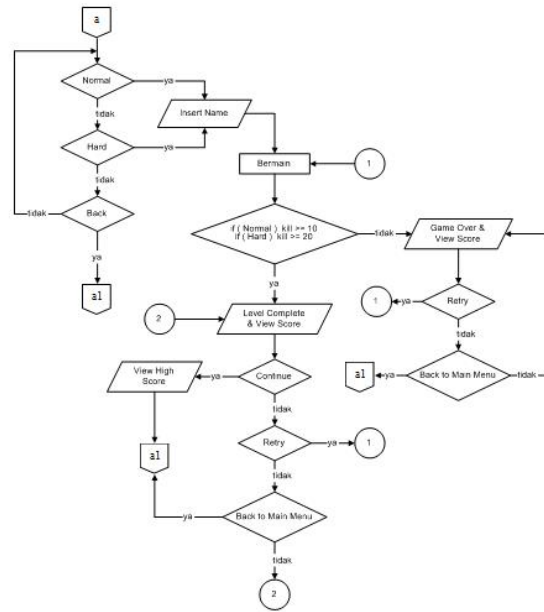 a
Normal
ya
tidak
Insert Name
Hard
ya
tidak
Bermain
1
Back
tidak
ya
a1
if ( Normal ) kill >= 10
if ( Hard ) kill >= 20
tidak
Game Over &
View Score
ya
2
Level Complete
& View Score
1
ya
Retry
tidak
View High
Score
ya
Continue
a1
ya
Back to Main Menu
tidak
tidak
Retry
ya
1
a1
tidak
ya
Back to Main Menu
tidak
2